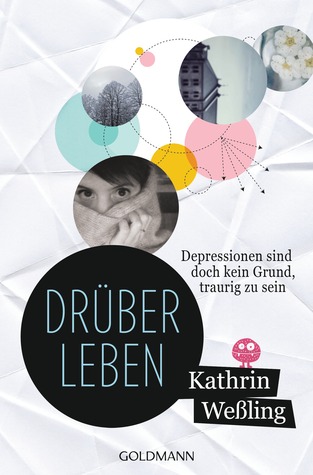 Depressionen sind
doch kein Grund,
traurig zu sein
DRÜBER
LEBEN
Kathrin
Weßling
GOLDMANN